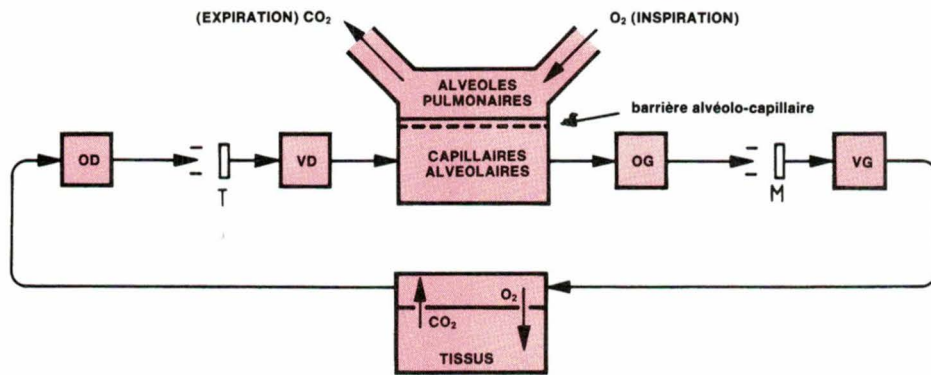 (EXPIRATION) CO₂
O₂ (INSPIRATION)
ALVEOLES
PULMONAIRES
barrière alvéolo-capillaire
OD
T
VD
CAPILLAIRES
ALVEOLAIRES
OG
M
VG
O₂
CO₂
TISSUS